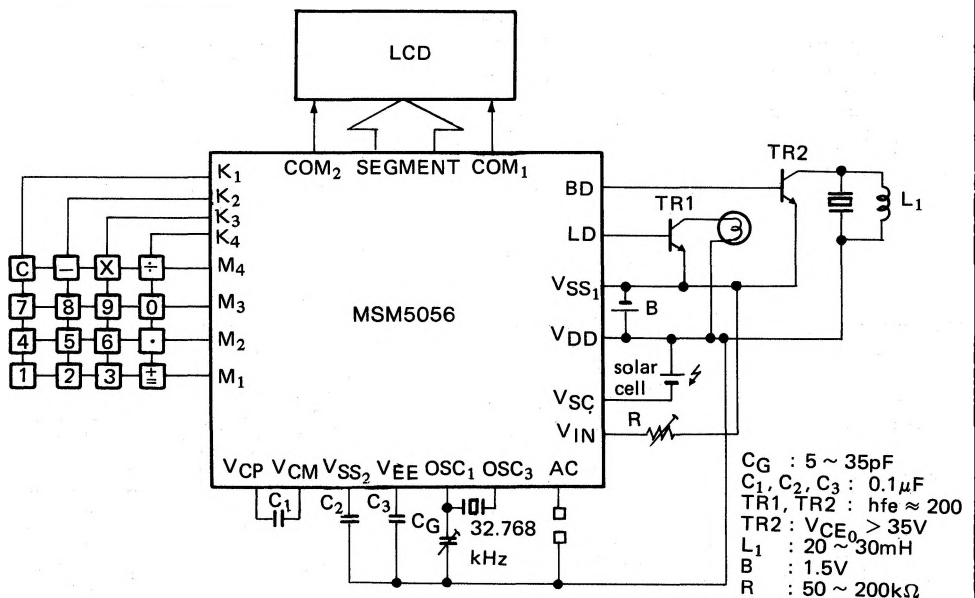 LCD
COM₂ SEGMENT COM₁
K₁
K₂
K₃
K₄
M₄
M₃
M₂
M₁
C − X ÷
7 8 9 0
4 5 6 ·
1 2 3 ±=
MSM5056
BD
LD
VSS₁
VDD
VSC
VIN
TR2
TR1
L₁
B
solar
cell
R
VCP VCM VSS₂ VEE OSC₁ OSC₃ AC
C₁ C₂ C₃ CG 32.768
kHz
CG : 5 ~ 35pF
C₁, C₂, C₃ : 0.1μF
TR1, TR2 : hfe ≈ 200
TR2 : VCE₀ > 35V
L₁ : 20 ~ 30mH
B : 1.5V
R : 50 ~ 200kΩ